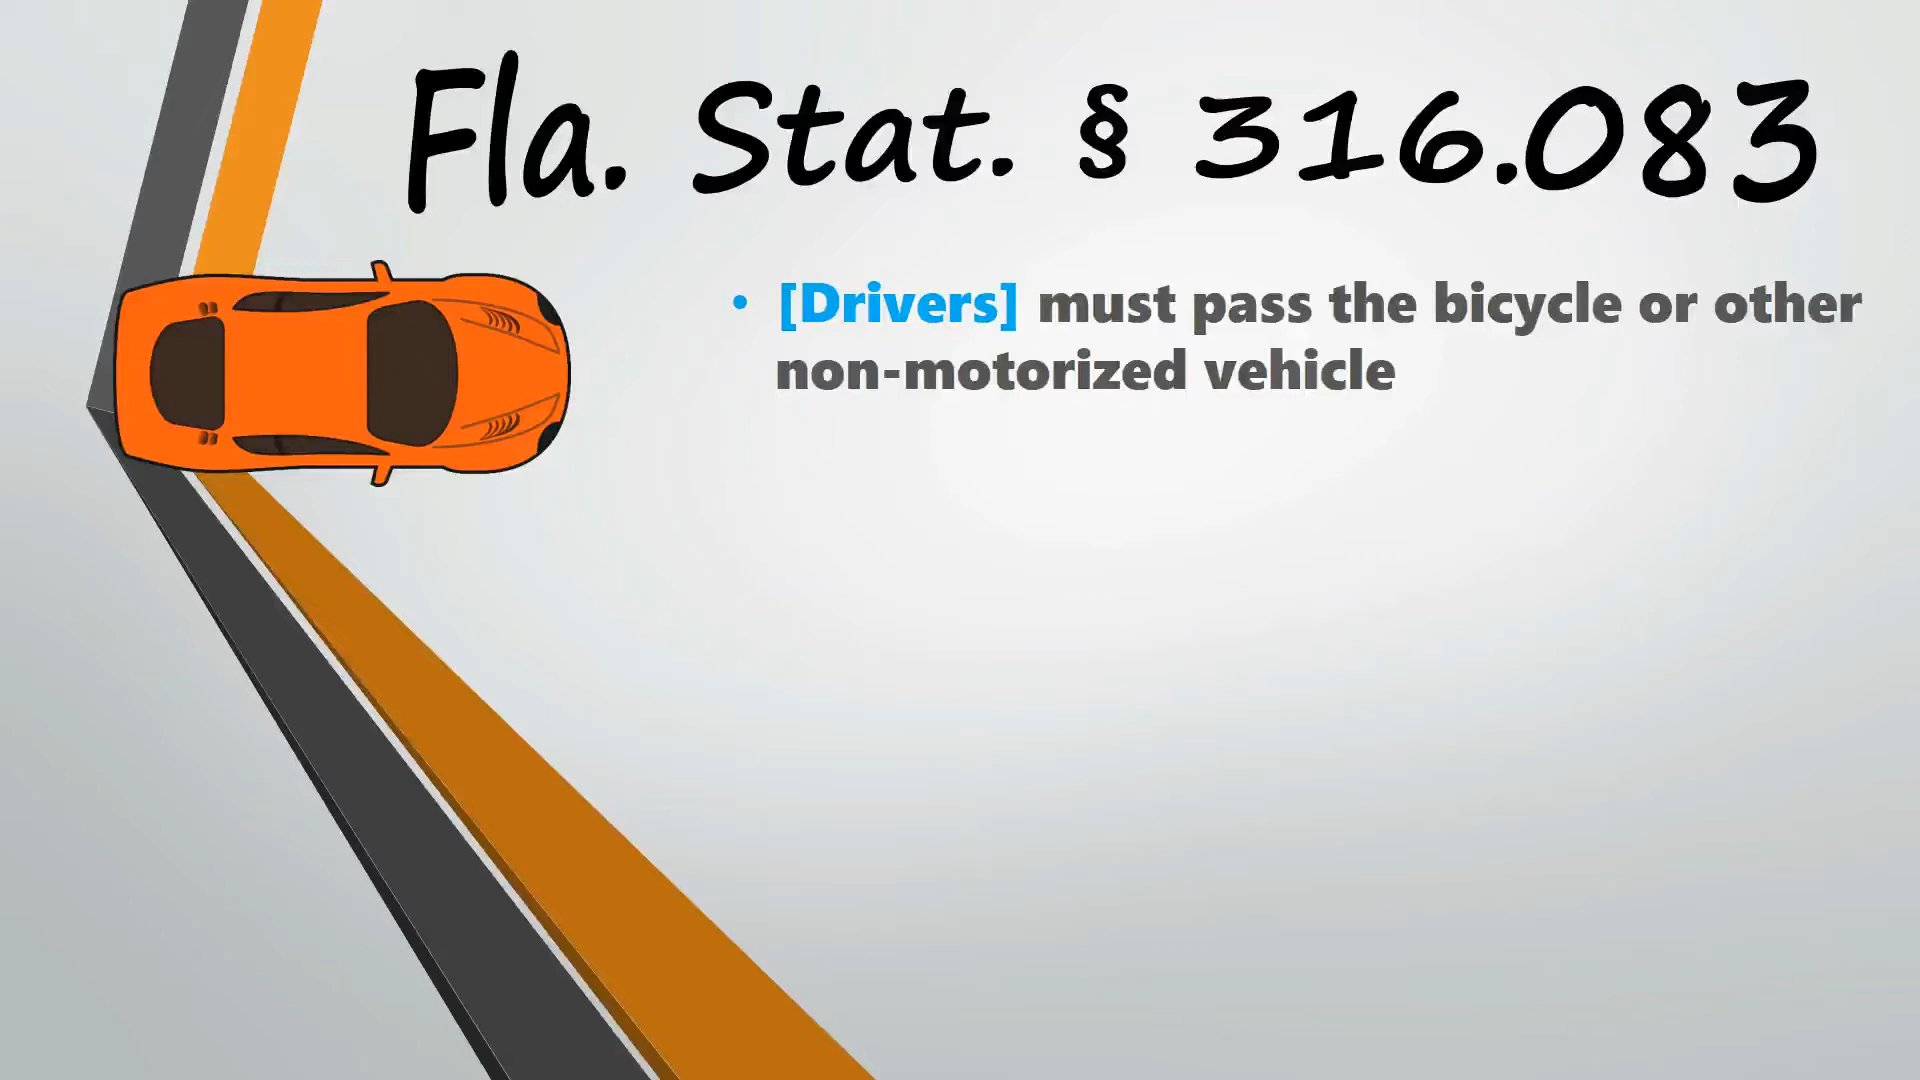 Fla. Stat. § 316.083
• [Drivers] must pass the bicycle or other
non-motorized vehicle